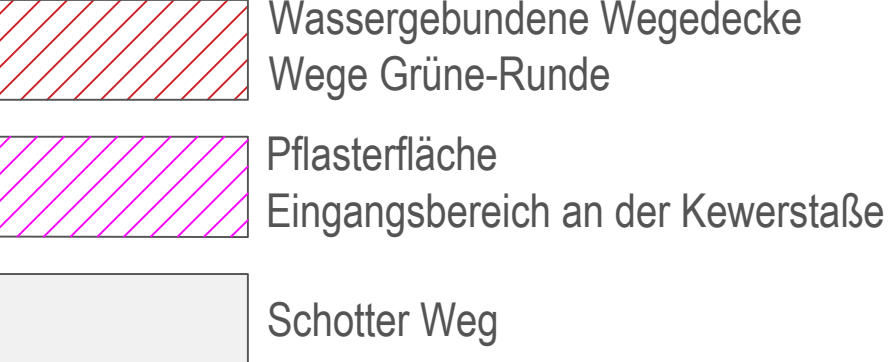 Wassergebundene Wegedecke
Wege Grüne-Runde
Pflasterfläche
Eingangsbereich an der Kewerstaße
Schotter Weg